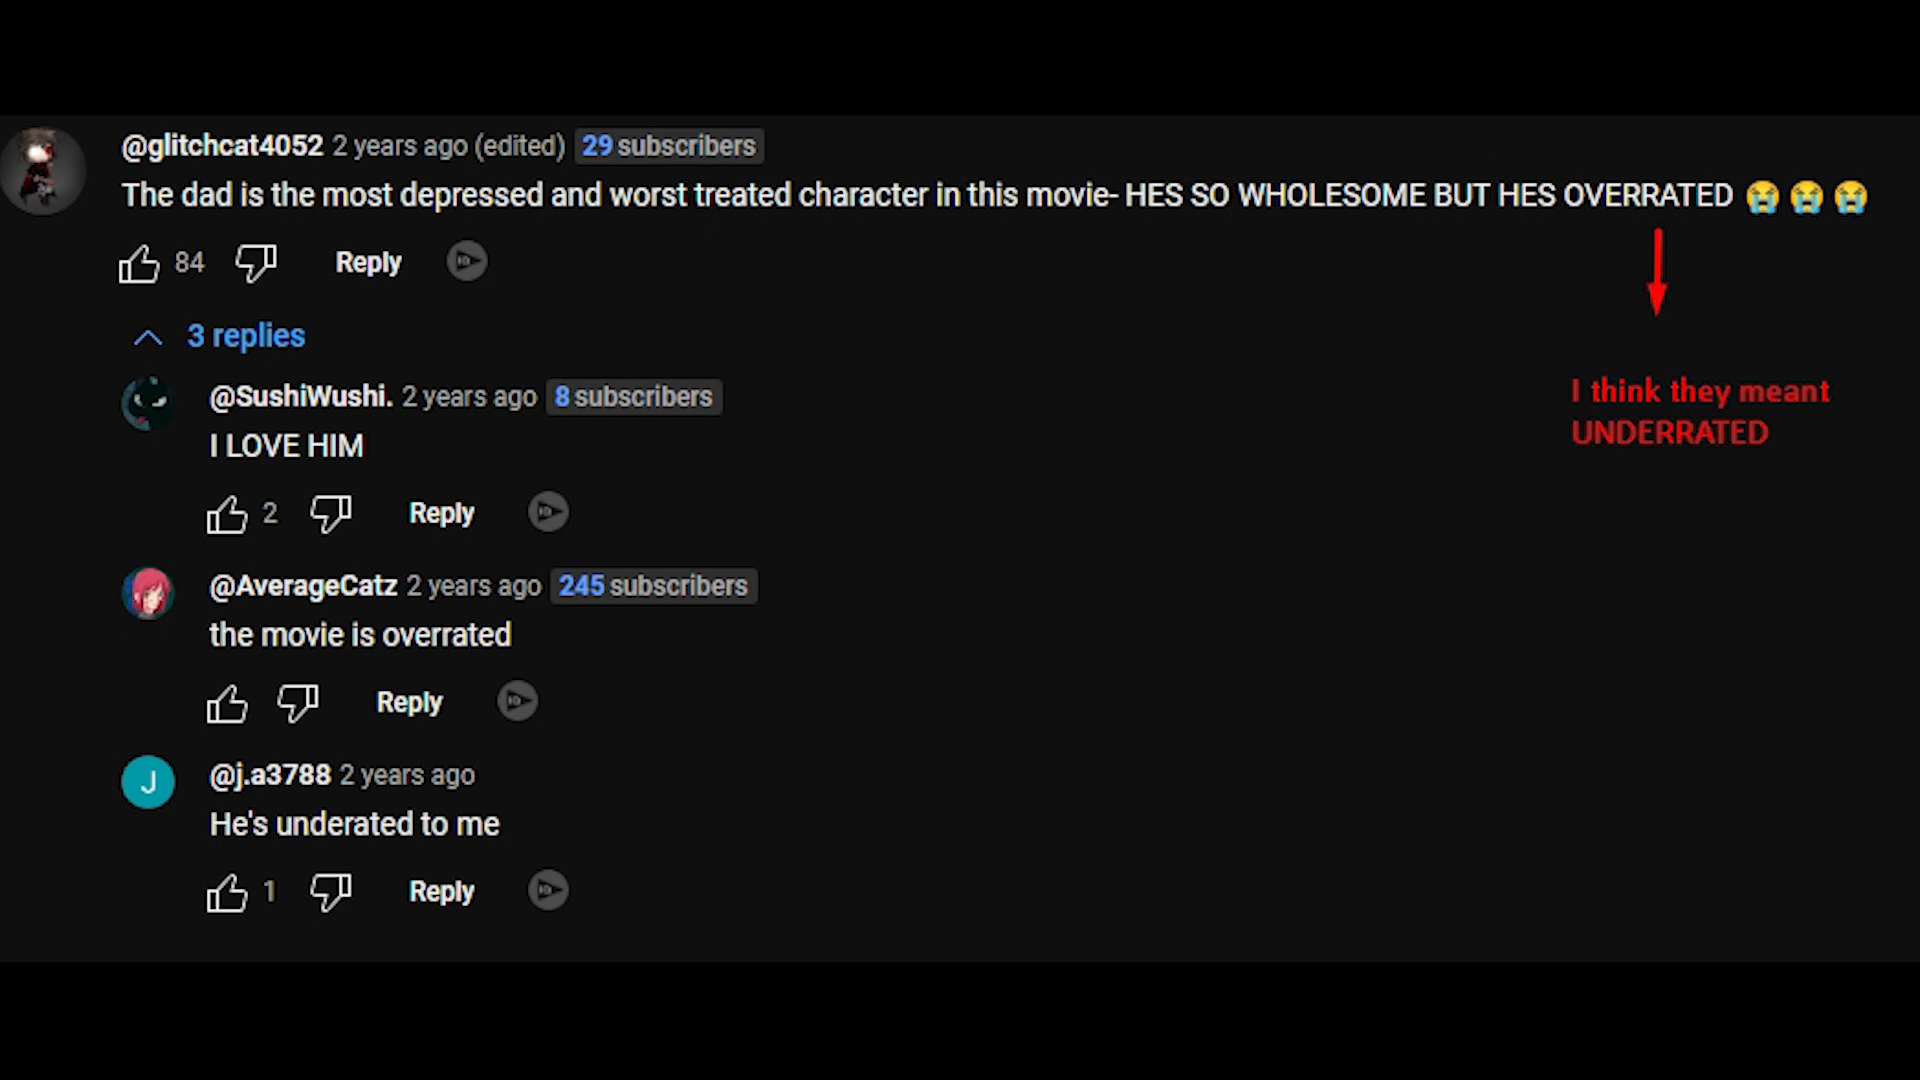 @glitchcat4052 2 years ago (edited) 29 subscribers
The dad is the most depressed and worst treated character in this movie- HES SO WHOLESOME BUT HES OVERRATED 😭😭😭
84 Reply
3 replies
@SushiWushi. 2 years ago 8 subscribers
I LOVE HIM
2 Reply
I think they meant
UNDERRATED
@AverageCatz 2 years ago 245 subscribers
the movie is overrated
Reply
J
@j.a3788 2 years ago
He's underated to me
1 Reply